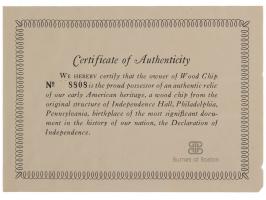 Certificate of Authenticity
WE HEREBY certify that the owner of Wood Chip
Nº 8808 is the proud possestor of an authentic relic
of our early American heritage, a wood chip from the
original structure of Independence Hall, Philadelphia,
Pennsylvania, birthplace of the most significant docu-
ment in the history of our nation, the Declaration of
Independence.
Burnes of Boston